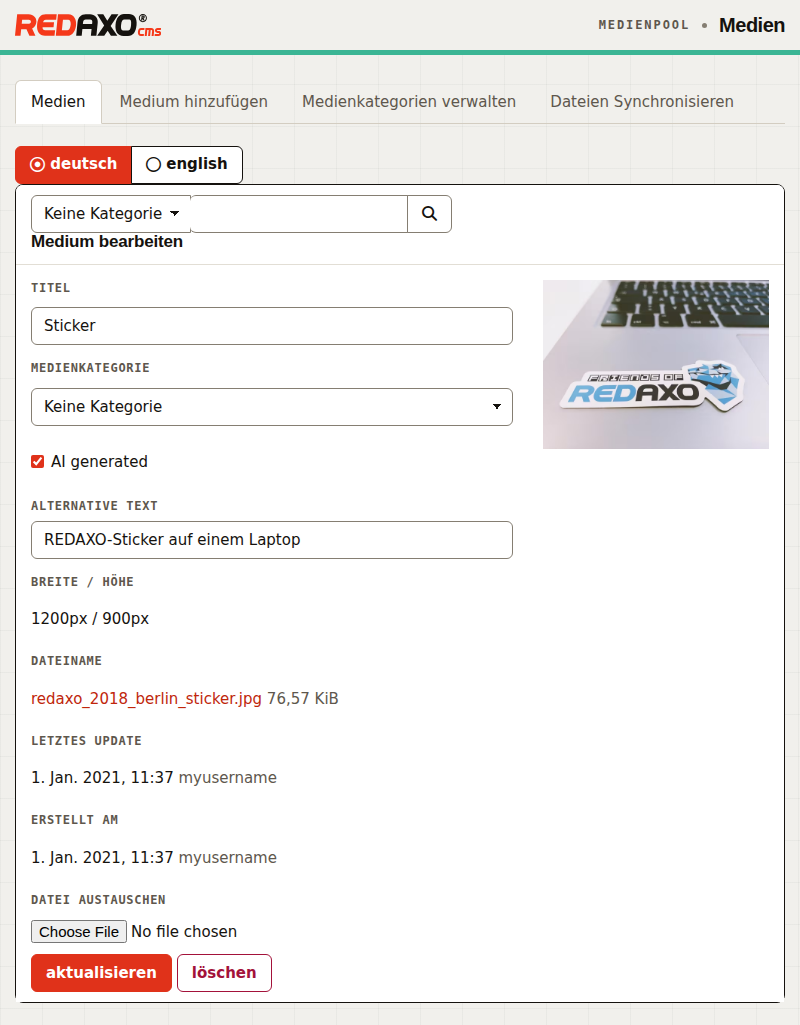 REDAXO® cms
MEDIENPOOL • Medien
Medien Medium hinzufügen Medienkategorien verwalten Dateien Synchronisieren
deutsch english
Keine Kategorie
Medium bearbeiten
TITEL
Sticker
MEDIENKATEGORIE
Keine Kategorie
AI generated
ALTERNATIVE TEXT
REDAXO-Sticker auf einem Laptop
BREITE / HÖHE
1200px / 900px
DATEINAME
redaxo_2018_berlin_sticker.jpg 76,57 KiB
LETZTES UPDATE
1. Jan. 2021, 11:37 myusername
ERSTELLT AM
1. Jan. 2021, 11:37 myusername
DATEI AUSTAUSCHEN
Choose File No file chosen
aktualisieren löschen
FRIENDS OF
REDAXO